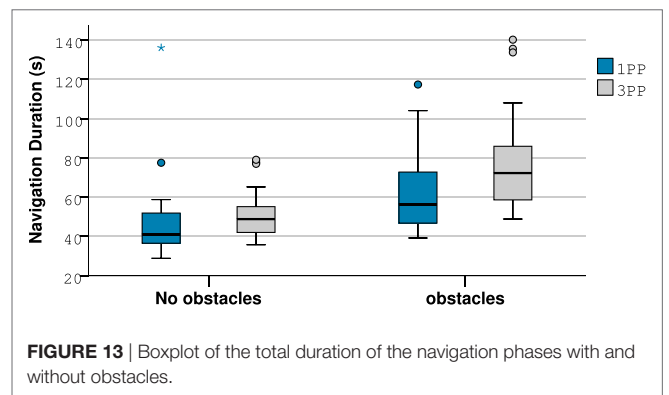 140
120
100
80
60
40
20
Navigation Duration (s)
No obstacles
obstacles
1PP
3PP
FIGURE 13 | Boxplot of the total duration of the navigation phases with and
without obstacles.